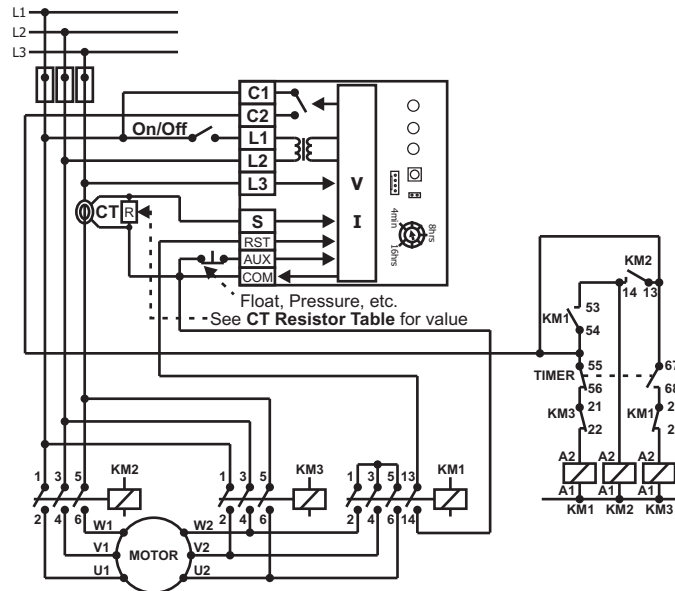 L1
L2
L3
C1
C2
On/Off
L1
L2
L3
V
CT
R
S
I
RST
AUX
COM
4min
8hrs
16hrs
Float, Pressure, etc.
See CT Resistor Table for value
KM2
14 13
53
KM1
54
55 67
TIMER
56 68
KM3 21 KM1 2
22 2
A2 A2 A2
A1 A1 A1
KM1 KM2 KM3
1 3 5 KM2 1 3 5 KM3 1 3 5 13 KM1
2 4 6 2 4 6 2 4 6 14
W1 W2
V1 MOTOR V2
U1 U2